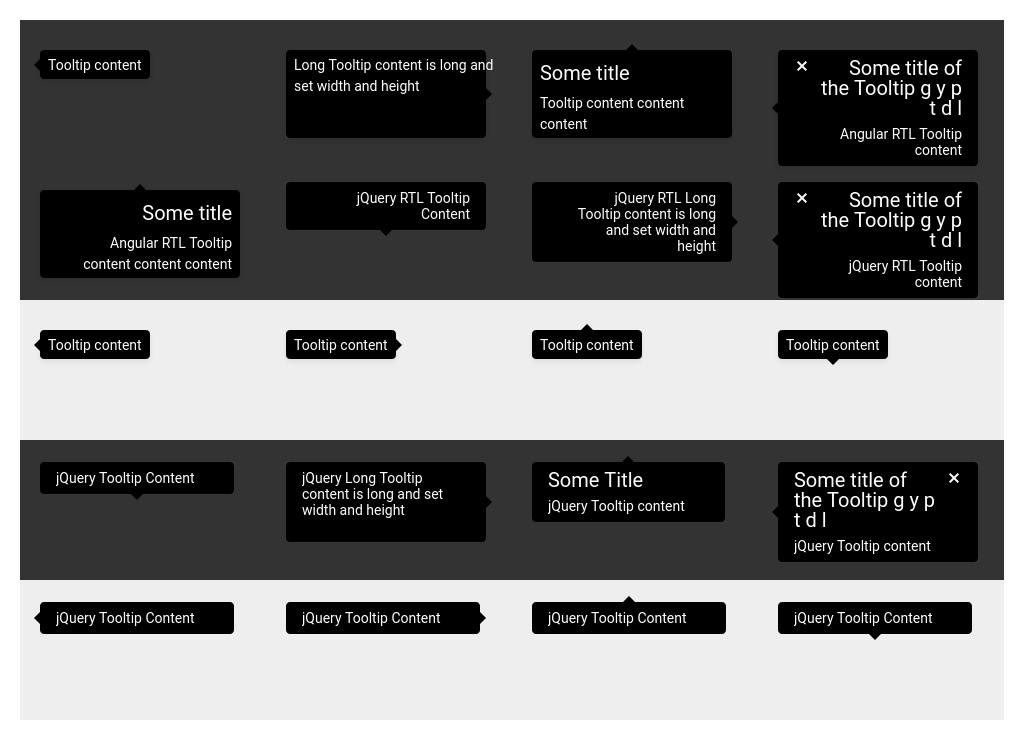 Tooltip content
Long Tooltip content is long and
set width and height
Some title
Tooltip content content
content
Some title of
the Tooltip g y p
t d l
Angular RTL Tooltip
content
Some title
Angular RTL Tooltip
content content content
jQuery RTL Tooltip
Content
jQuery RTL Long
Tooltip content is long
and set width and
height
Some title of
the Tooltip g y p
t d l
jQuery RTL Tooltip
content
Tooltip content
Tooltip content
Tooltip content
Tooltip content
jQuery Tooltip Content
jQuery Long Tooltip
content is long and set
width and height
Some Title
jQuery Tooltip content
Some title of
the Tooltip g y p
t d l
jQuery Tooltip content
jQuery Tooltip Content
jQuery Tooltip Content
jQuery Tooltip Content
jQuery Tooltip Content